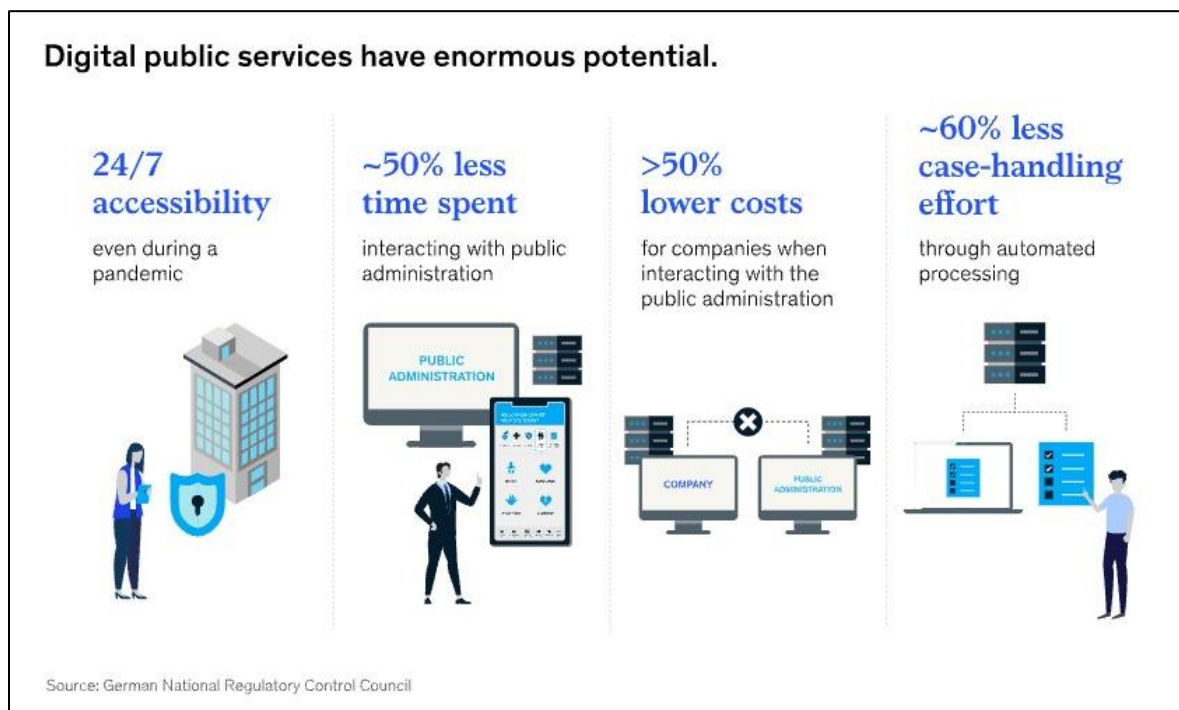 Digital public services have enormous potential.
24/7
accessibility
even during a
pandemic
~50% less
time spent
interacting with public
administration
PUBLIC
ADMINISTRATION
>50%
lower costs
for companies when
interacting with the
public administration
COMPANY
PUBLIC
ADMINISTRATION
~60% less
case-handling
effort
through automated
processing
Source: German National Regulatory Control Council